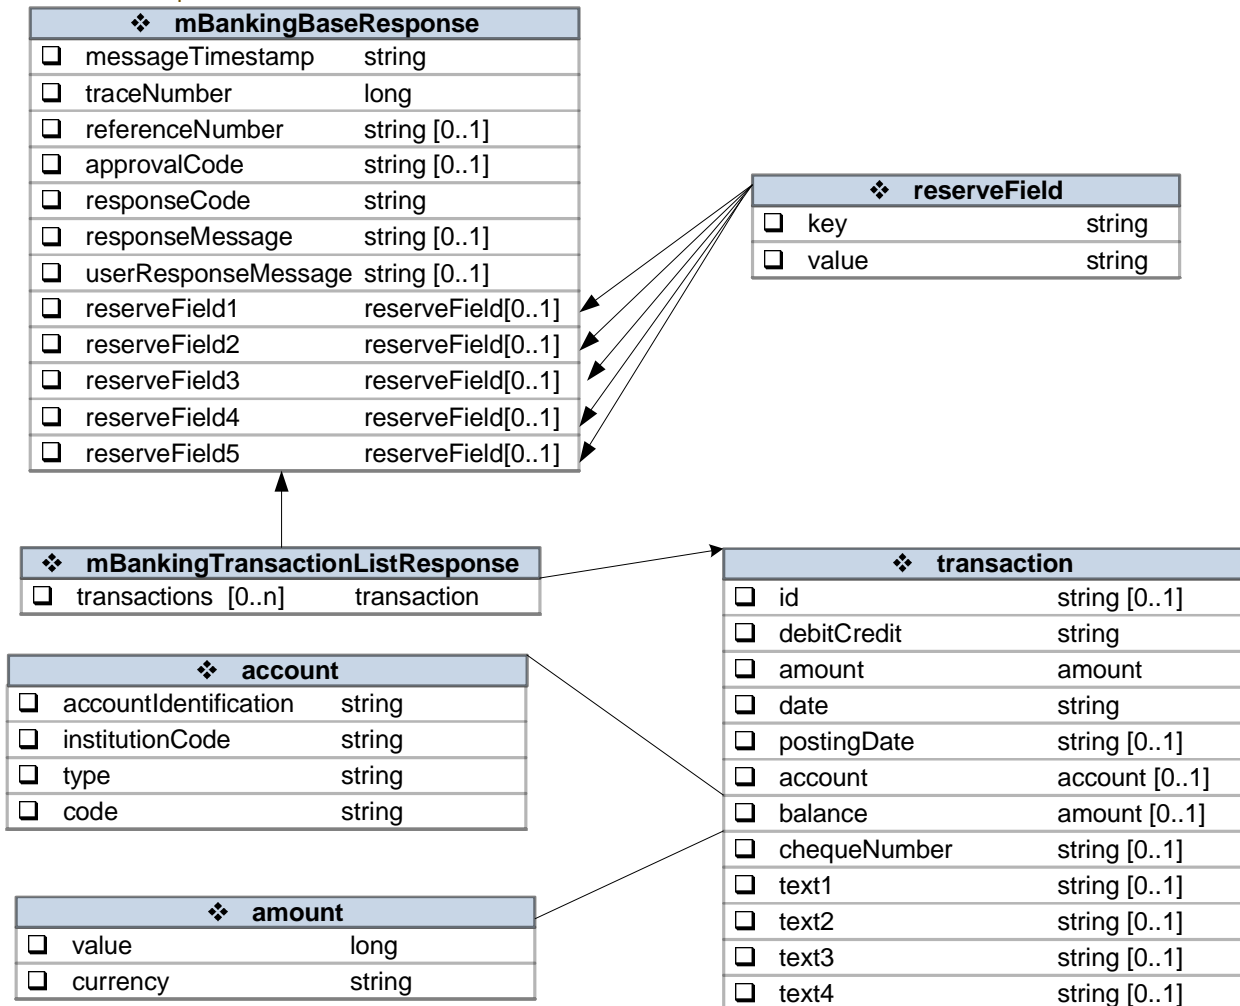 mBankingBaseResponse
messageTimestamp string
traceNumber long
referenceNumber string [0..1]
approvalCode string [0..1]
responseCode string
responseMessage string [0..1]
userResponseMessage string [0..1]
reserveField1 reserveField[0..1]
reserveField2 reserveField[0..1]
reserveField3 reserveField[0..1]
reserveField4 reserveField[0..1]
reserveField5 reserveField[0..1]
reserveField
key string
value string
mBankingTransactionListResponse
transactions [0..n] transaction
account
accountIdentification string
institutionCode string
type string
code string
amount
value long
currency string
transaction
id string [0..1]
debitCredit string
amount amount
date string
postingDate string [0..1]
account account [0..1]
balance amount [0..1]
chequeNumber string [0..1]
text1 string [0..1]
text2 string [0..1]
text3 string [0..1]
text4 string [0..1]